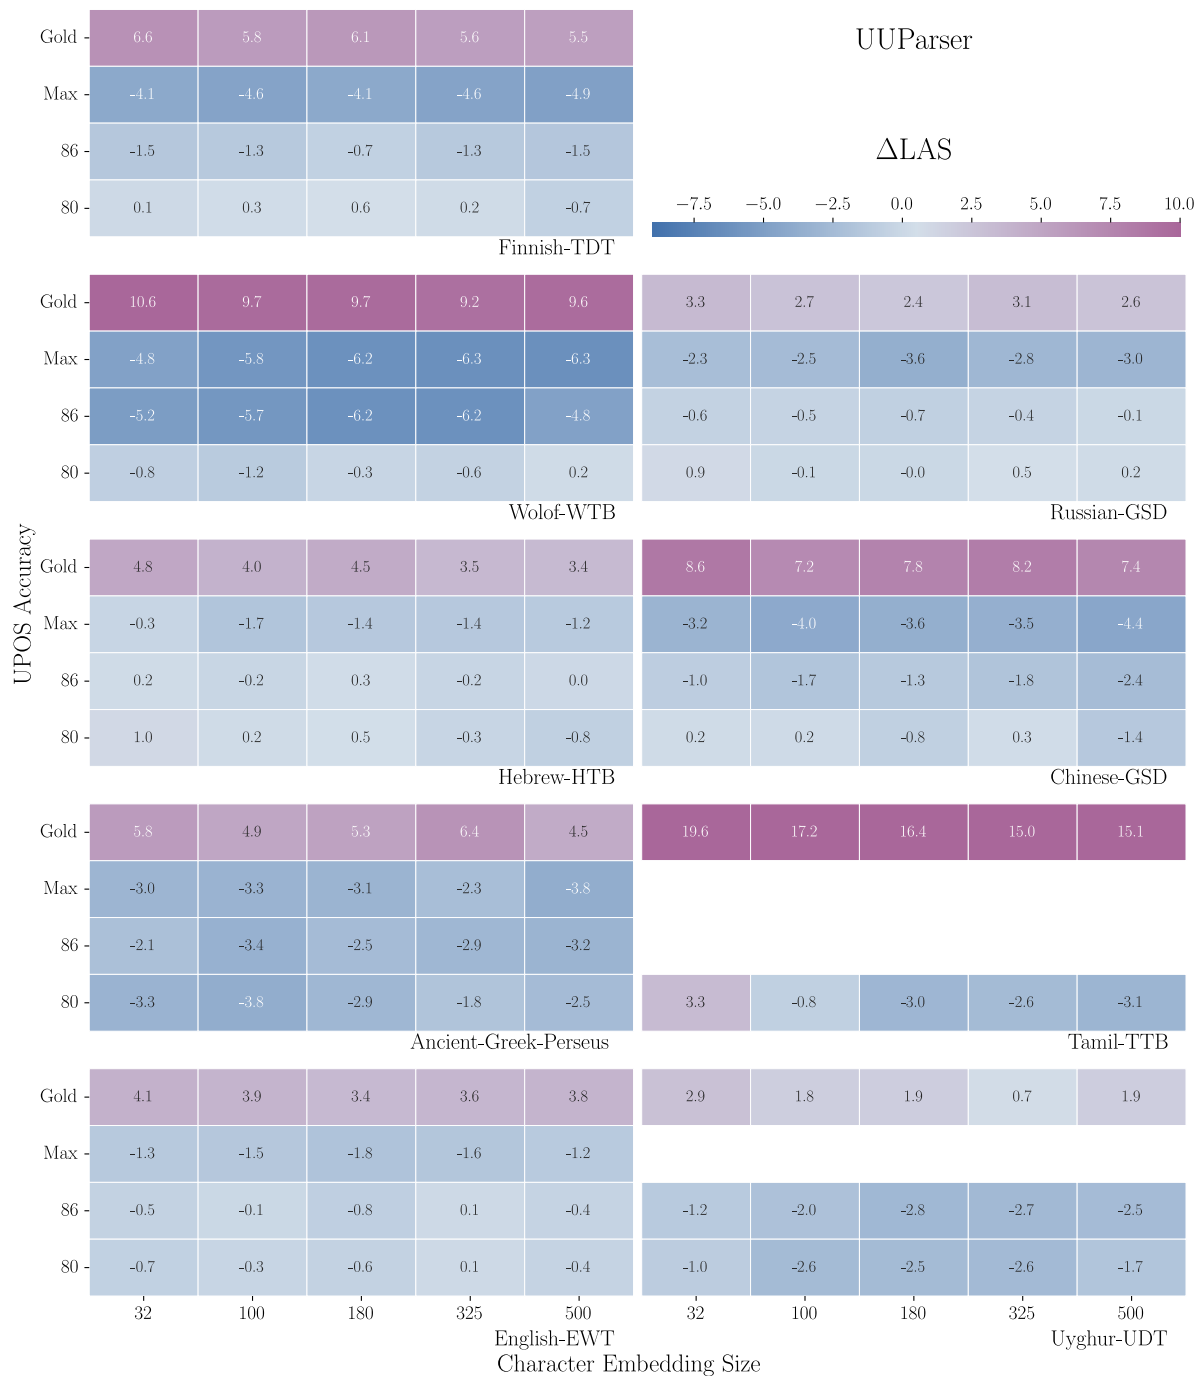 UUParser
ΔLAS
−7.5 −5.0 −2.5 0.0 2.5 5.0 7.5 10.0
UPOS Accuracy
Gold 6.6 5.8 6.1 5.6 5.5
Max -4.1 -4.6 -4.1 -4.6 -4.9
86 -1.5 -1.3 -0.7 -1.3 -1.5
80 0.1 0.3 0.6 0.2 -0.7
Finnish-TDT
Gold 10.6 9.7 9.7 9.2 9.6 3.3 2.7 2.4 3.1 2.6
Max -4.8 -5.8 -6.2 -6.3 -6.3 -2.3 -2.5 -3.6 -2.8 -3.0
86 -5.2 -5.7 -6.2 -6.2 -4.8 -0.6 -0.5 -0.7 -0.4 -0.1
80 -0.8 -1.2 -0.3 -0.6 0.2 0.9 -0.1 -0.0 0.5 0.2
Wolof-WTB Russian-GSD
Gold 4.8 4.0 4.5 3.5 3.4 8.6 7.2 7.8 8.2 7.4
Max -0.3 -1.7 -1.4 -1.4 -1.2 -3.2 -4.0 -3.6 -3.5 -4.4
86 0.2 -0.2 0.3 -0.2 0.0 -1.0 -1.7 -1.3 -1.8 -2.4
80 1.0 0.2 0.5 -0.3 -0.8 0.2 0.2 -0.8 0.3 -1.4
Hebrew-HTB Chinese-GSD
Gold 5.8 4.9 5.3 6.4 4.5 19.6 17.2 16.4 15.0 15.1
Max -3.0 -3.3 -3.1 -2.3 -3.8
86 -2.1 -3.4 -2.5 -2.9 -3.2
80 -3.3 -3.8 -2.9 -1.8 -2.5 3.3 -0.8 -3.0 -2.6 -3.1
Ancient-Greek-Perseus Tamil-TTB
Gold 4.1 3.9 3.4 3.6 3.8 2.9 1.8 1.9 0.7 1.9
Max -1.3 -1.5 -1.8 -1.6 -1.2
86 -0.5 -0.1 -0.8 0.1 -0.4 -1.2 -2.0 -2.8 -2.7 -2.5
80 -0.7 -0.3 -0.6 0.1 -0.4 -1.0 -2.6 -2.5 -2.6 -1.7
32 100 180 325 500 32 100 180 325 500
English-EWT Uyghur-UDT
Character Embedding Size